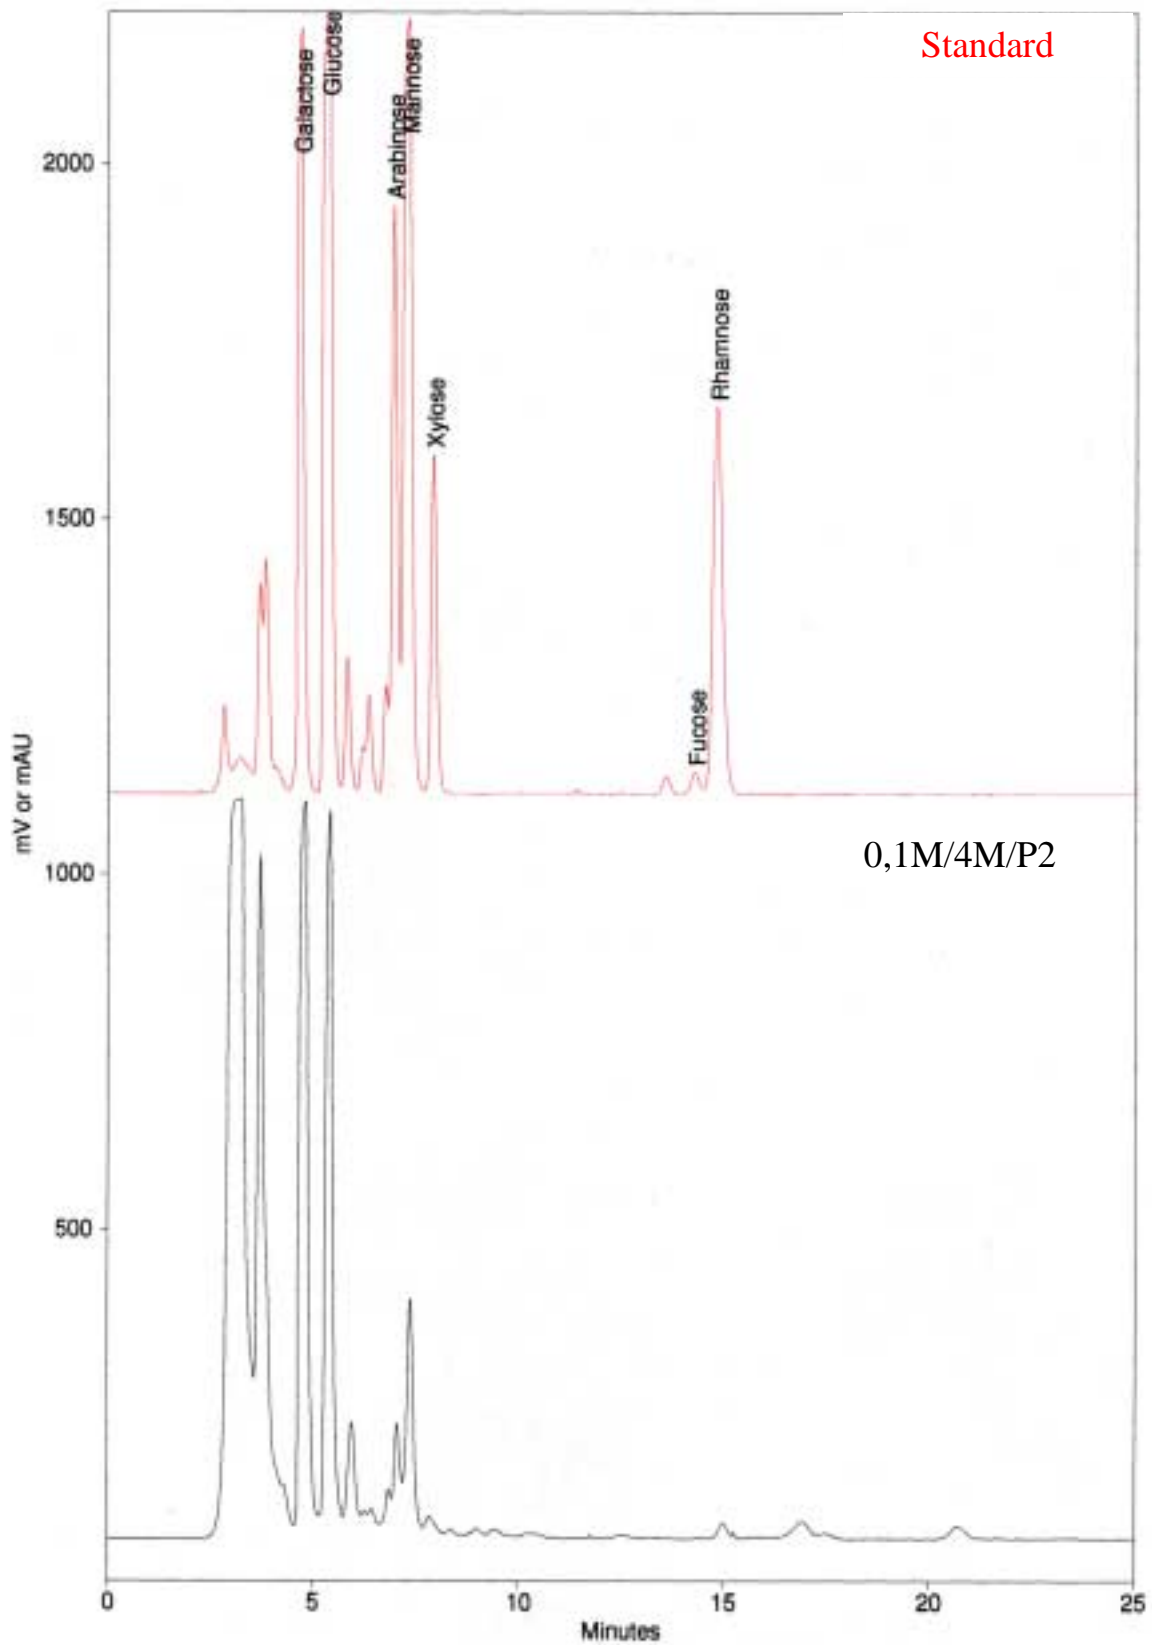 Standard
Galactose
Glucose
Arabinose
Mannose
Xylose
Rhamnose
Fucose
2000
1500
1000
500
mV or mAU
0,1M/4M/P2
0
5
10
15
20
25
Minutes